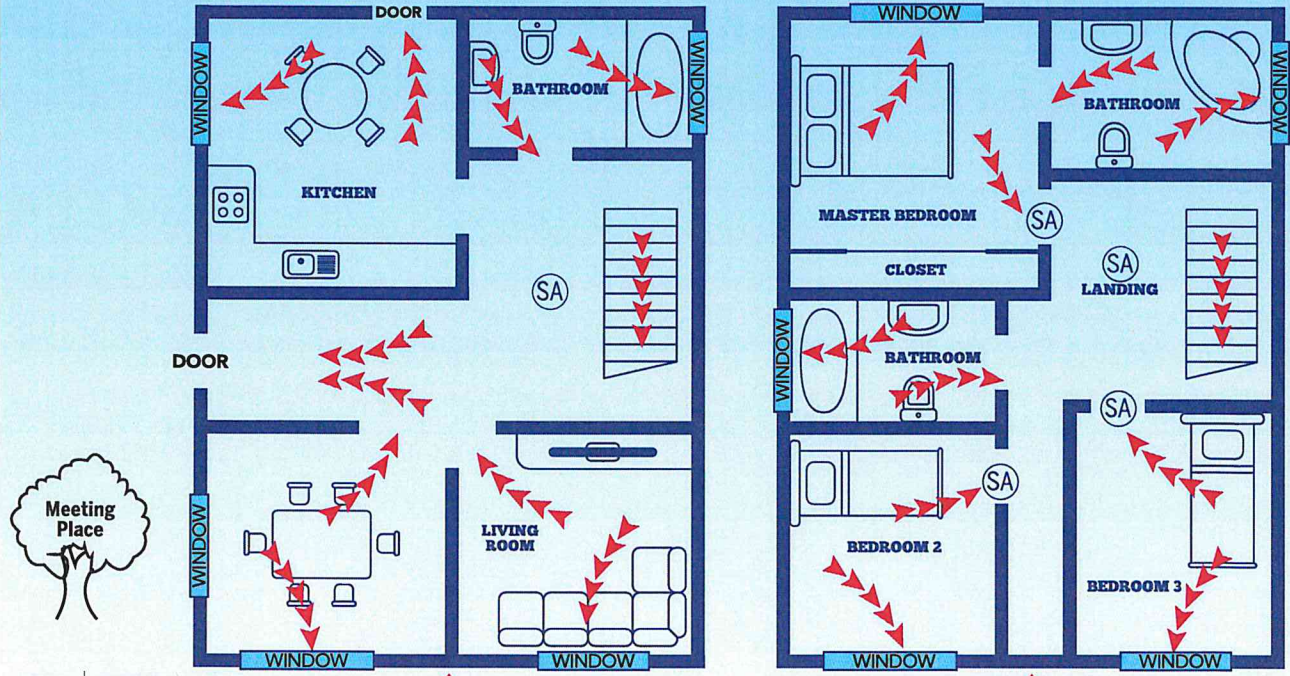 DOOR
WINDOW
WINDOW
BATHROOM
WINDOW
KITCHEN
SA
DOOR
Meeting
Place
WINDOW
LIVING
ROOM
WINDOW
WINDOW
WINDOW
BATHROOM
WINDOW
MASTER BEDROOM
SA
CLOSET
SA
LANDING
WINDOW
BATHROOM
SA
SA
BEDROOM 2
BEDROOM 3
WINDOW
WINDOW